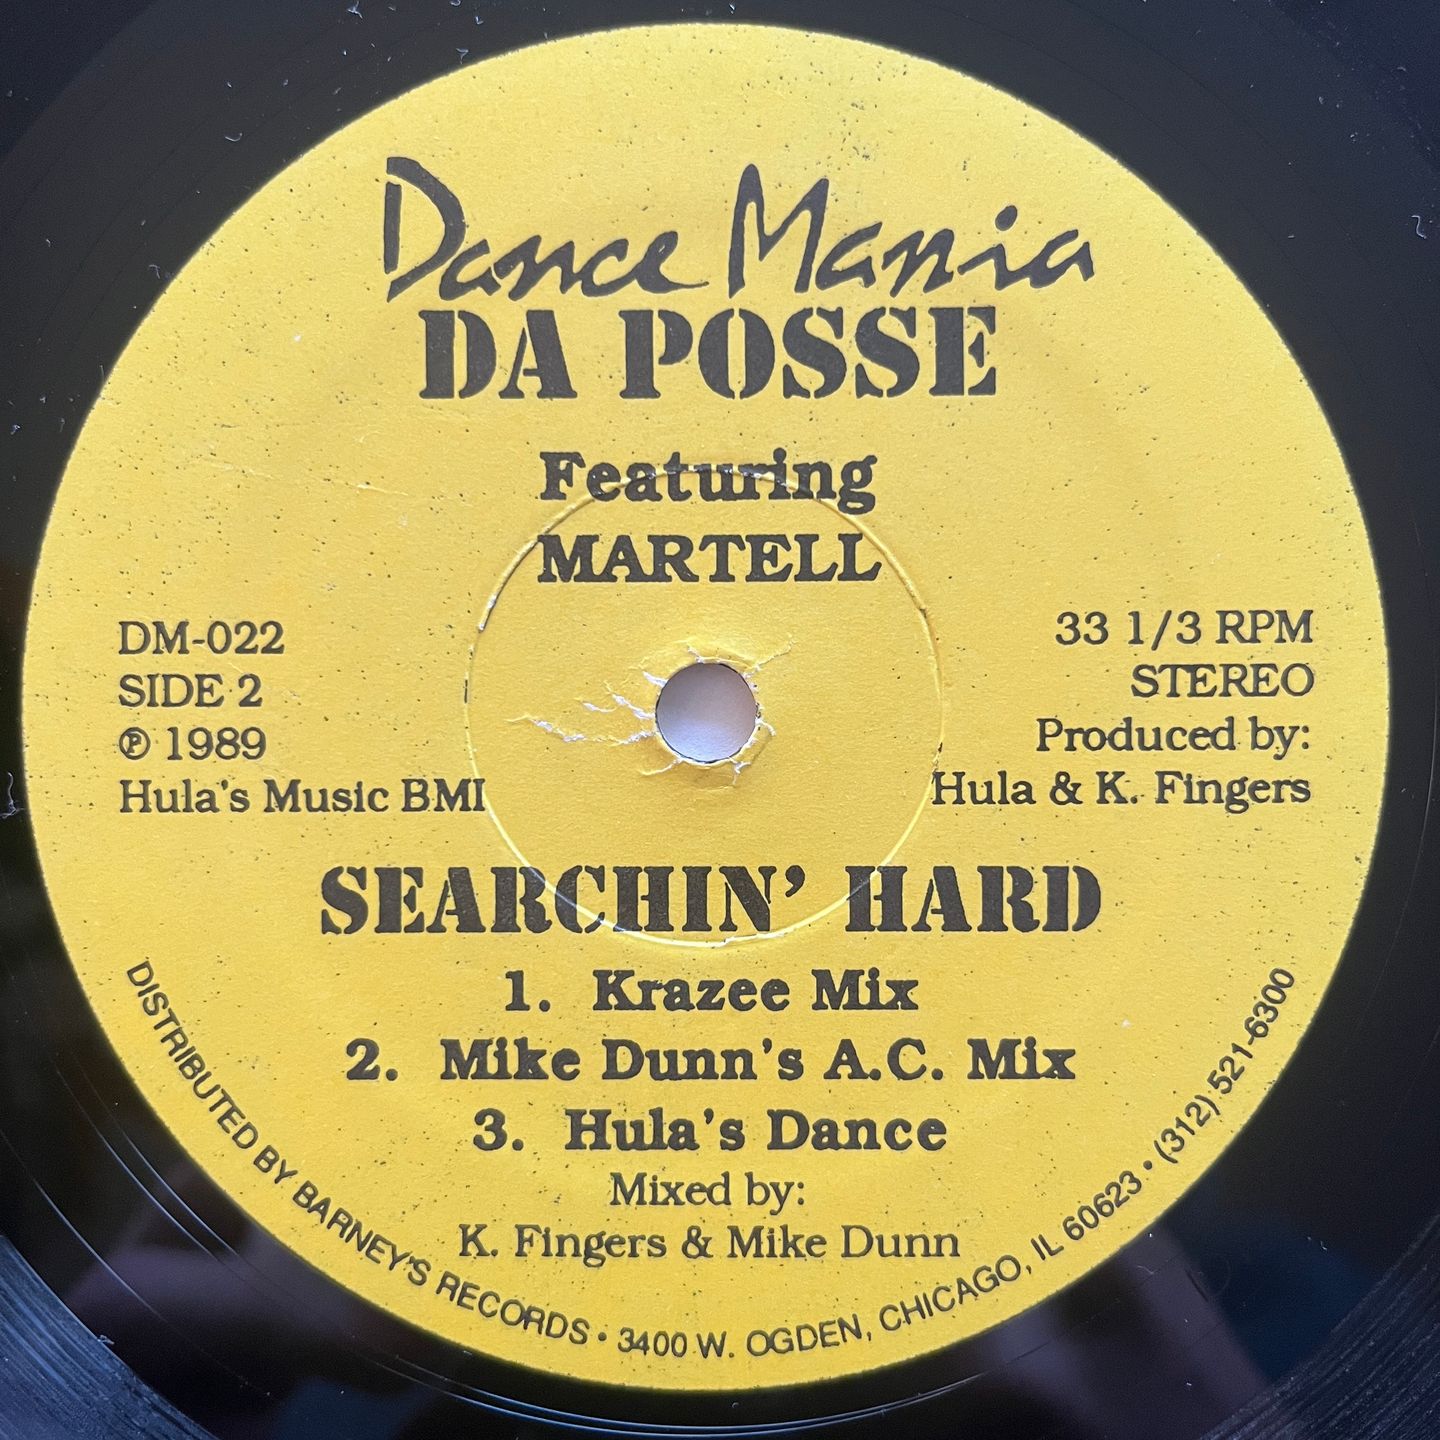 Dance Mania
DA POSSE
Featuring
MARTELL
DM-022
SIDE 2
℗ 1989
Hula's Music BMI
33 1/3 RPM
STEREO
Produced by:
Hula & K. Fingers
SEARCHIN' HARD
1. Krazee Mix
2. Mike Dunn's A.C. Mix
3. Hula's Dance
Mixed by:
K. Fingers & Mike Dunn
DISTRIBUTED BY BARNEY'S RECORDS • 3400 W. OGDEN, CHICAGO, IL 60623 • (312) 521-6300